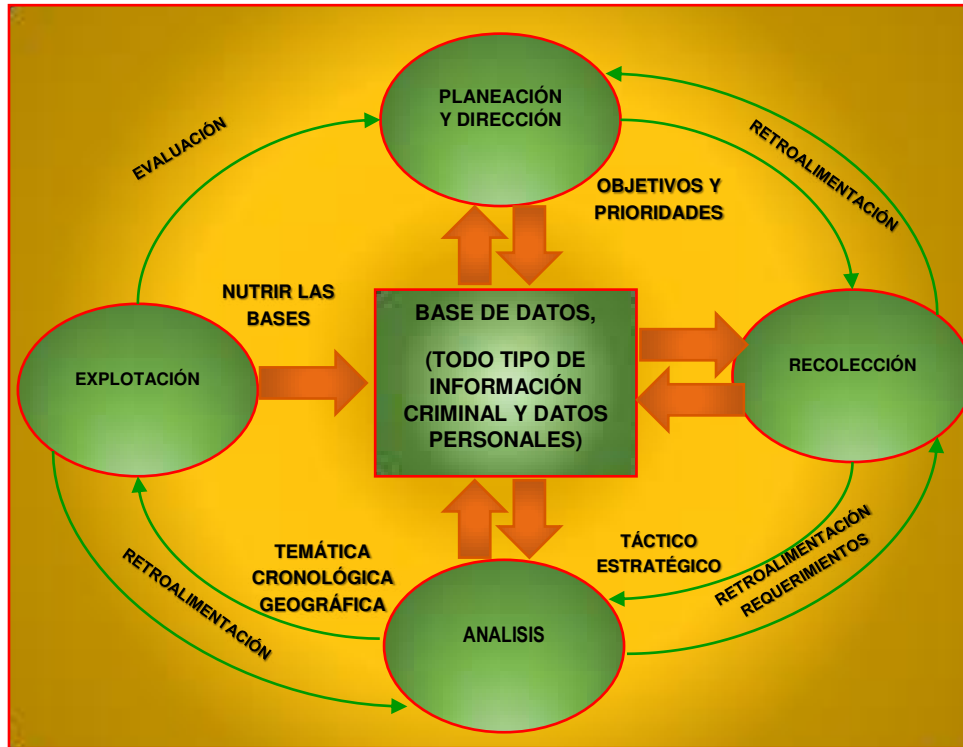 PLANEACIÓN
Y DIRECCIÓN
EVALUACIÓN
RETROALIMENTACIÓN
OBJETIVOS Y
PRIORIDADES
NUTRIR LAS
BASES
BASE DE DATOS,
(TODO TIPO DE
INFORMACIÓN
CRIMINAL Y DATOS
PERSONALES)
EXPLOTACIÓN
RECOLECCIÓN
TEMÁTICA
CRONOLÓGICA
GEOGRÁFICA
TÁCTICO
ESTRATÉGICO
RETROALIMENTACIÓN
RETROALIMENTACIÓN
REQUERIMIENTOS
ANALISIS